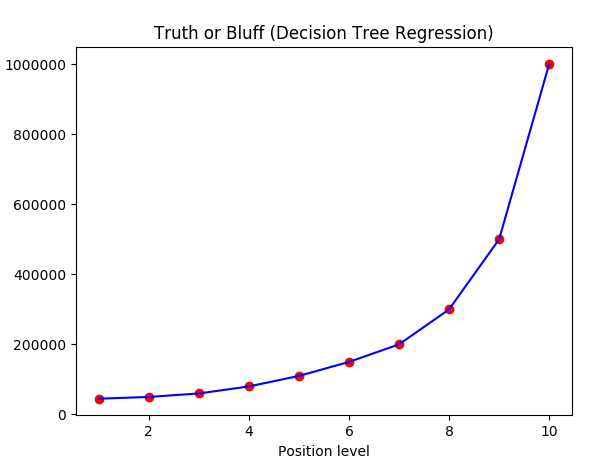 Truth or Bluff (Decision Tree Regression)
1000000
800000
600000
400000
200000
0
2 4 6 8 10
Position level